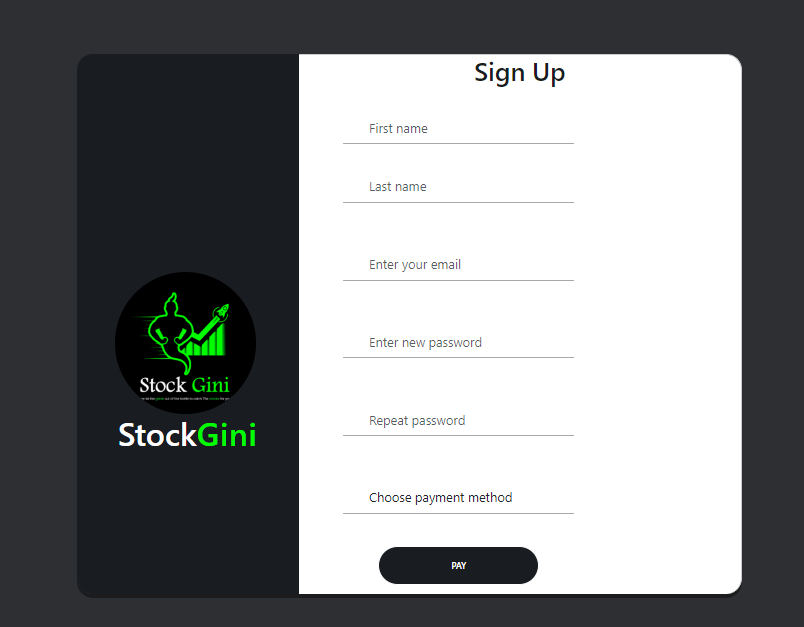 Sign Up
First name
Last name
Enter your email
Enter new password
Repeat password
Choose payment method
PAY
Stock Gini
StockGini